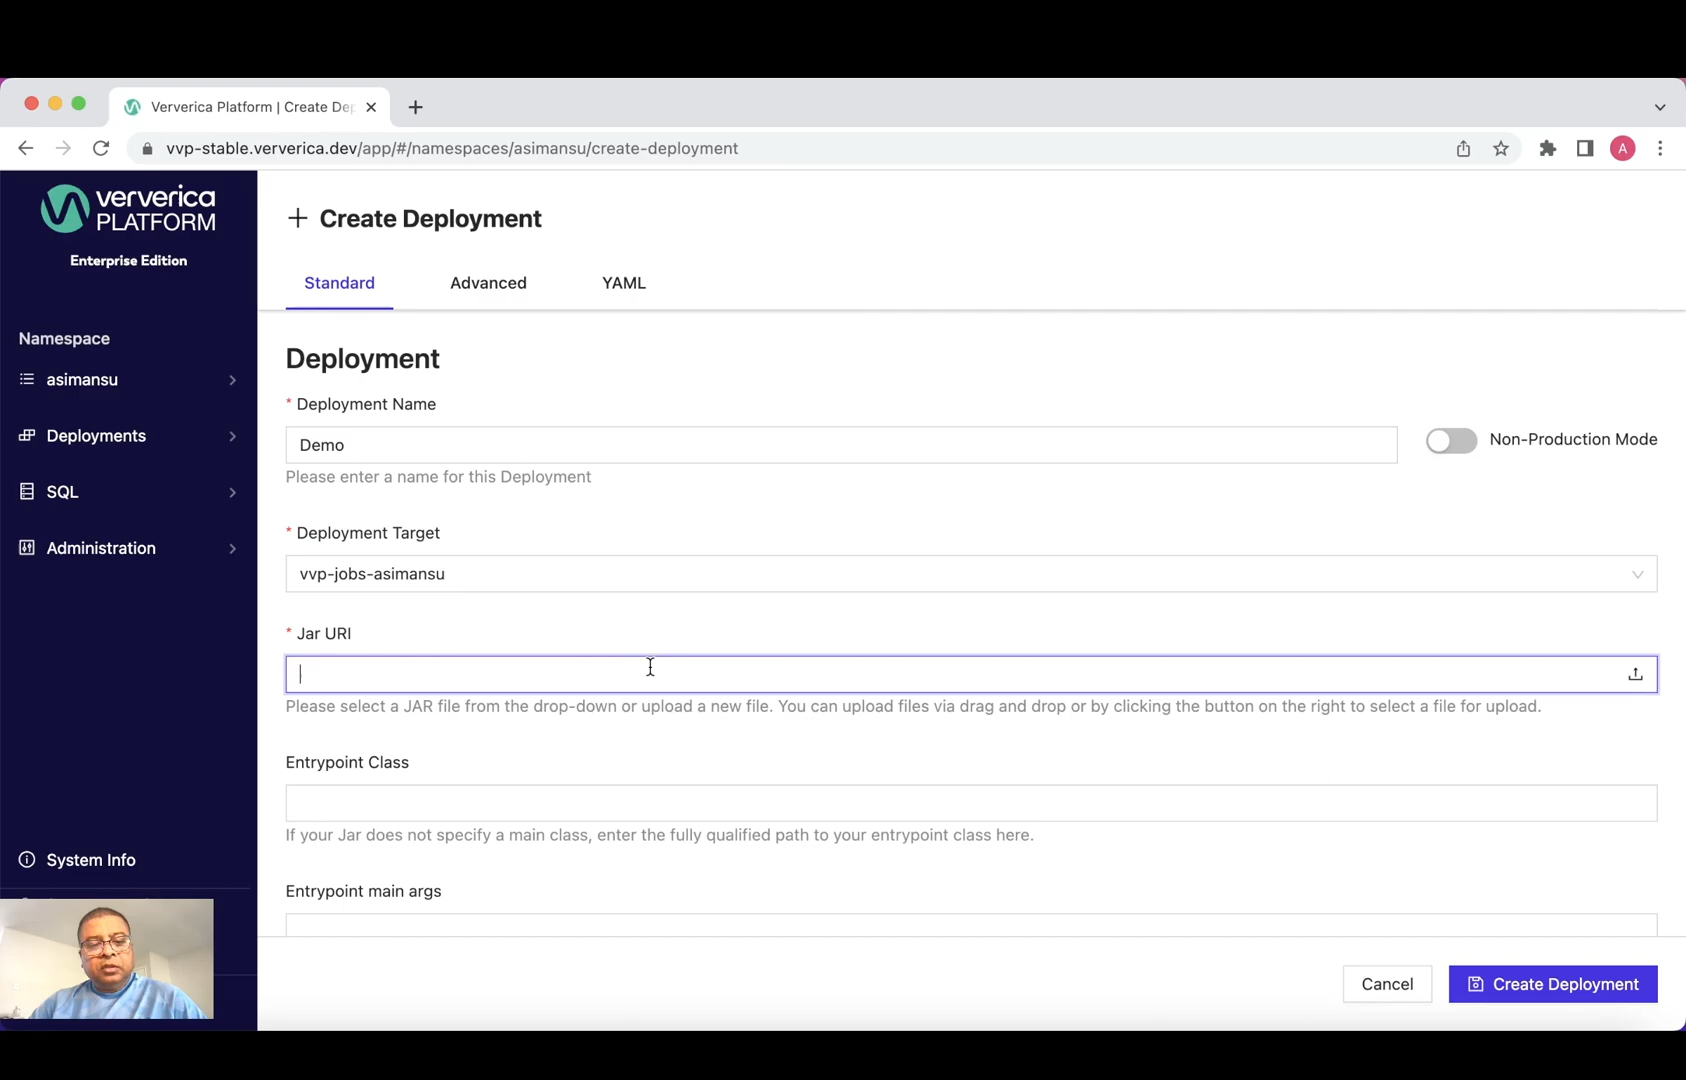 Ververica Platform | Create Dep
vvp-stable.ververica.dev/app/#/namespaces/asimansu/create-deployment
A
ververica
PLATFORM
Enterprise Edition
Namespace
asimansu
Deployments
SQL
Administration
System Info
Create Deployment
Standard
Advanced
YAML
Deployment
* Deployment Name
Demo
Non-Production Mode
Please enter a name for this Deployment
* Deployment Target
vvp-jobs-asimansu
* Jar URI
Please select a JAR file from the drop-down or upload a new file. You can upload files via drag and drop or by clicking the button on the right to select a file for upload.
Entrypoint Class
If your Jar does not specify a main class, enter the fully qualified path to your entrypoint class here.
Entrypoint main args
Cancel
Create Deployment